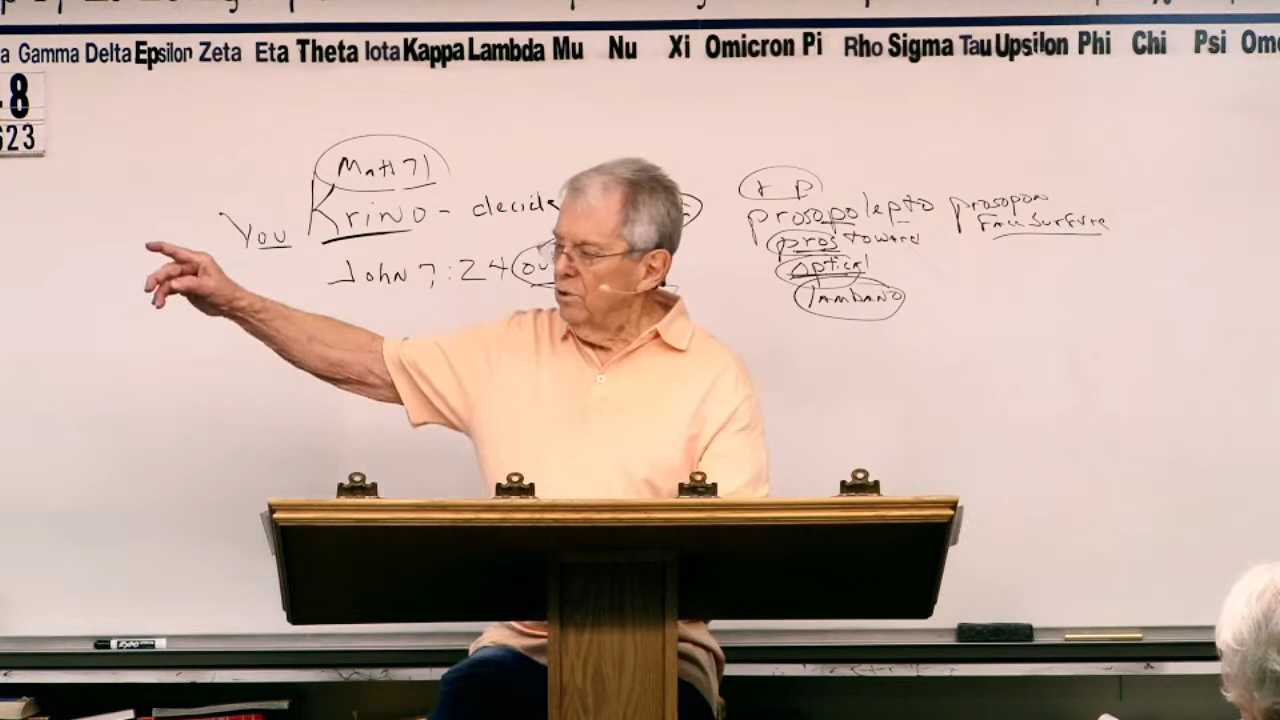 Gamma Delta Epsilon Zeta Eta Theta Iota Kappa Lambda Mu Nu Xi Omicron Pi Rho Sigma Tau Upsilon Phi Chi Psi
8
623
Matt 7
You Krino - decide
John 7:24
+ P
prosopolepto prosopon
pros toward Face Surface
optical
lambano